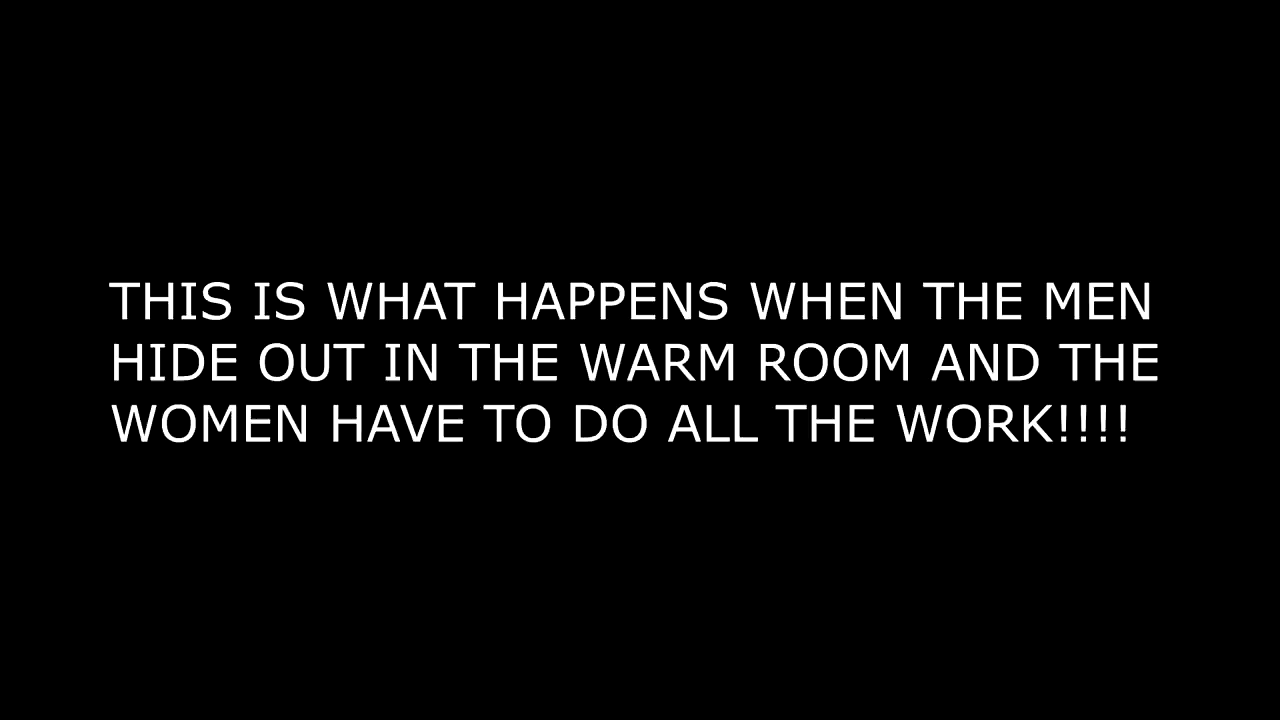 THIS IS WHAT HAPPENS WHEN THE MEN
HIDE OUT IN THE WARM ROOM AND THE
WOMEN HAVE TO DO ALL THE WORK!!!!